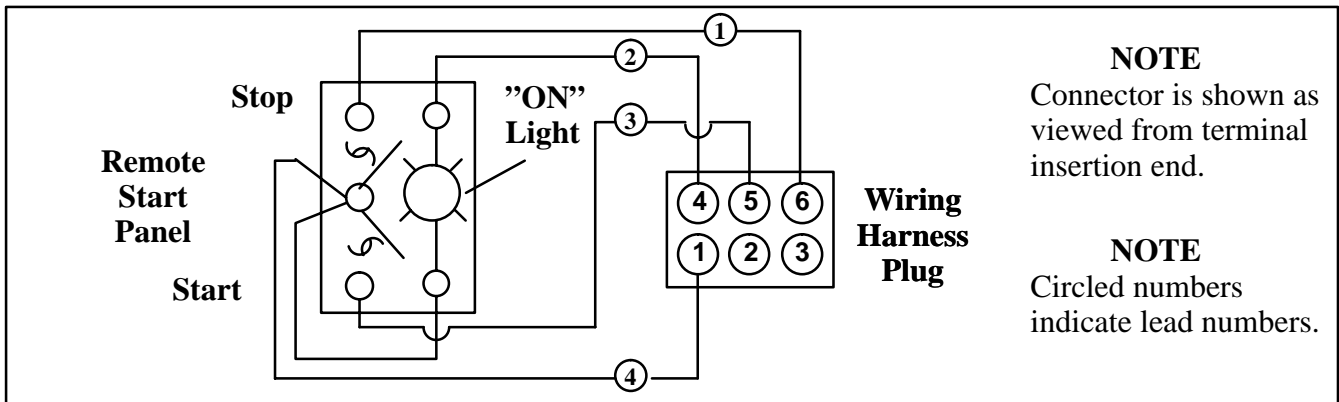 1
2
Stop
”ON”
Light
3
Remote
Start
Panel
4 5 6
1 2 3
Wiring
Harness
Plug
Start
4
NOTE
Connector is shown as
viewed from terminal
insertion end.
NOTE
Circled numbers
indicate lead numbers.